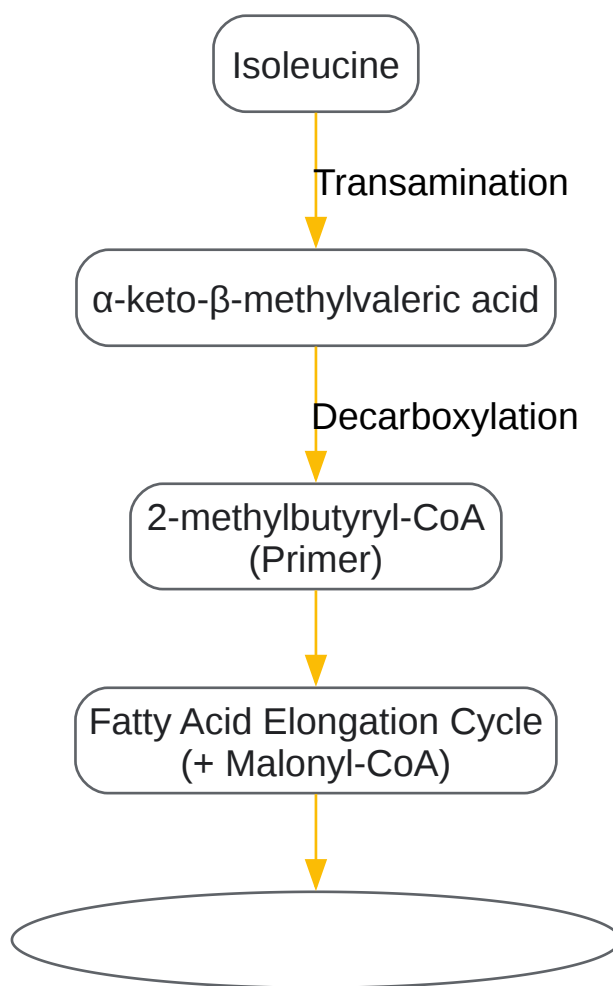 Isoleucine
Transamination
α-keto-β-methylvaleric acid
Decarboxylation
2-methylbutyryl-CoA
(Primer)
Fatty Acid Elongation Cycle
(+ Malonyl-CoA)